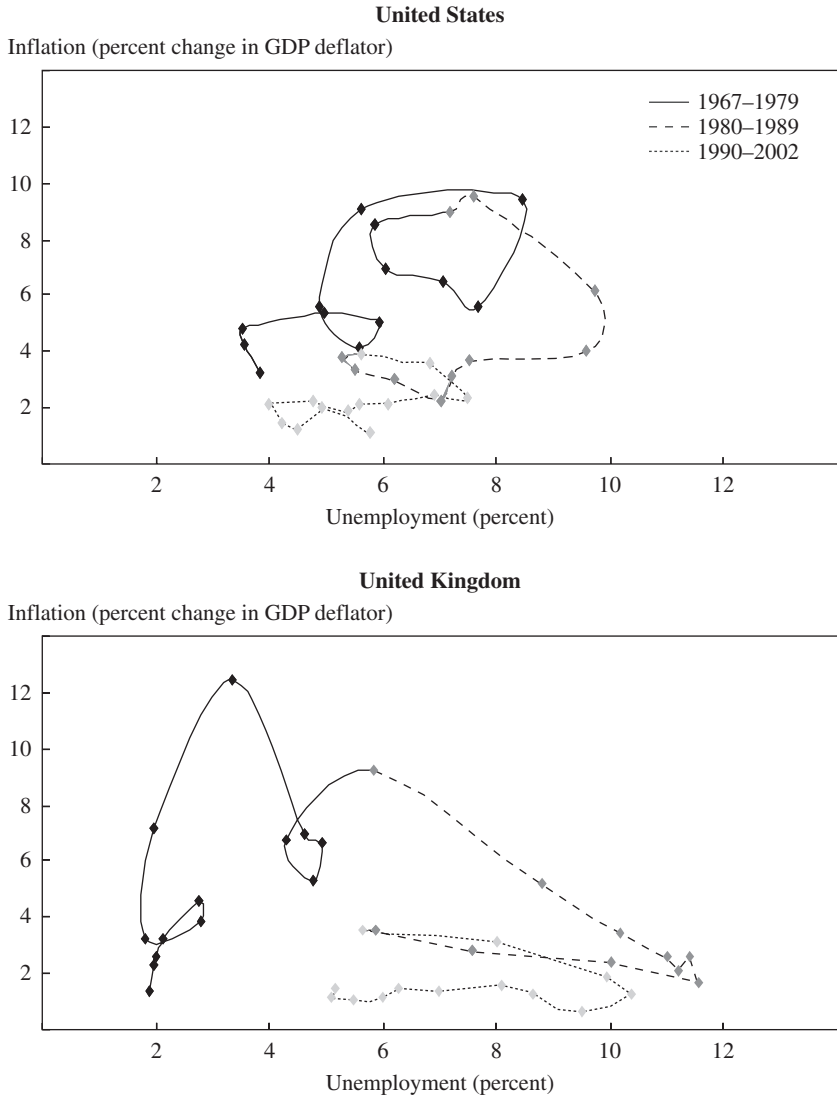 United States
Inflation (percent change in GDP deflator)
1967–1979
1980–1989
1990–2002
12
10
8
6
4
2
2 4 6 8 10 12
Unemployment (percent)
United Kingdom
Inflation (percent change in GDP deflator)
12
10
8
6
4
2
2 4 6 8 10 12
Unemployment (percent)